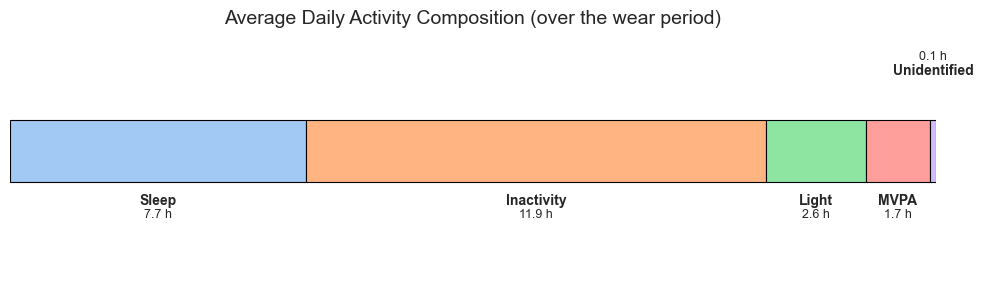 Average Daily Activity Composition (over the wear period)
0.1 h
Unidentified
Sleep
7.7 h
Inactivity
11.9 h
Light
2.6 h
MVPA
1.7 h